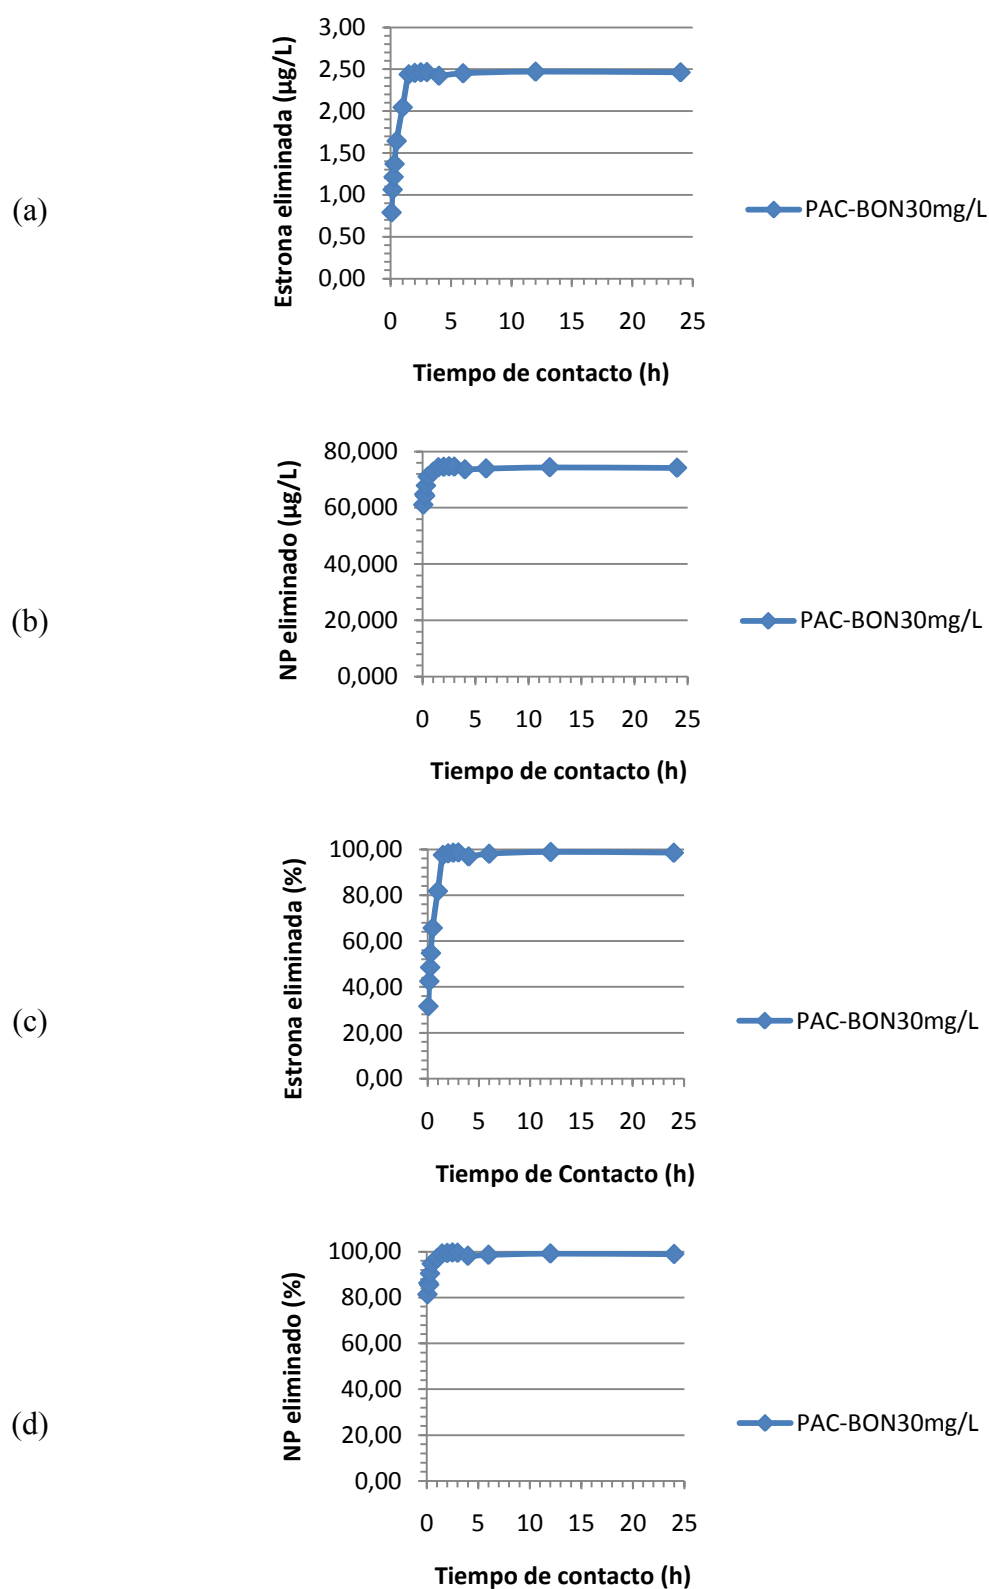 (a)
Estrona eliminada (µg/L)
3,00
2,50
2,00
1,50
1,00
0,50
0,00
0 5 10 15 20 25
Tiempo de contacto (h)
PAC-BON30mg/L
(b)
NP eliminado (µg/L)
80,000
60,000
40,000
20,000
0,000
0 5 10 15 20 25
Tiempo de contacto (h)
PAC-BON30mg/L
(c)
Estrona eliminada (%)
100,00
80,00
60,00
40,00
20,00
0,00
0 5 10 15 20 25
Tiempo de Contacto (h)
PAC-BON30mg/L
(d)
NP eliminado (%)
100,00
80,00
60,00
40,00
20,00
0,00
0 5 10 15 20 25
Tiempo de contacto (h)
PAC-BON30mg/L